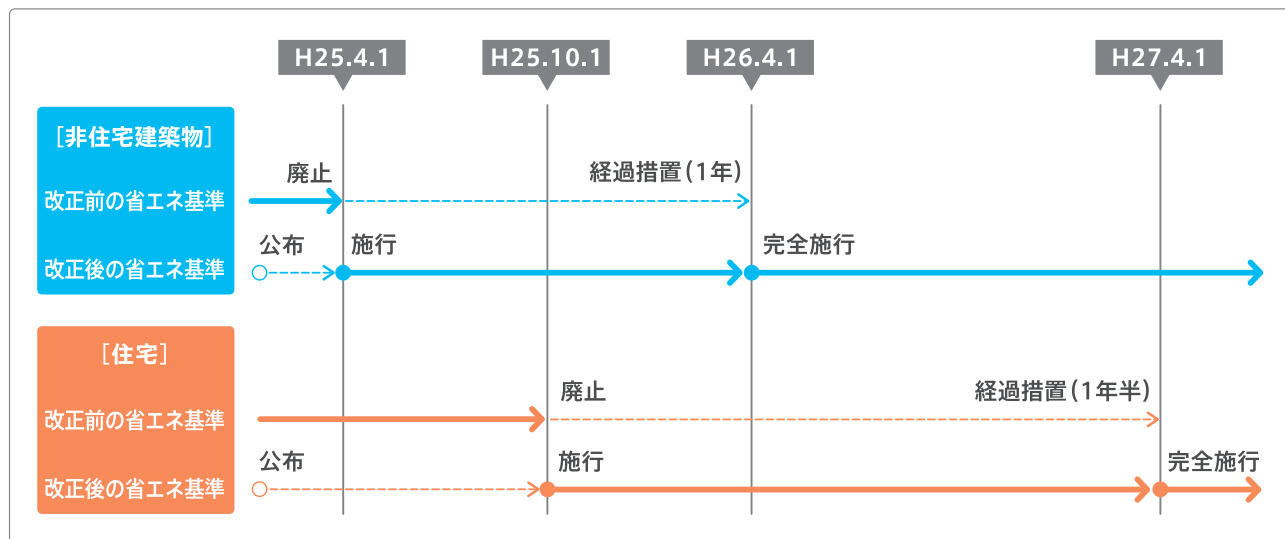 H25.4.1
H25.10.1
H26.4.1
H27.4.1
［非住宅建築物］
廃止
経過措置（1年）
改正前の省エネ基準
公布
施行
完全施行
改正後の省エネ基準
［住宅］
廃止
経過措置（1年半）
改正前の省エネ基準
公布
施行
完全施行
改正後の省エネ基準